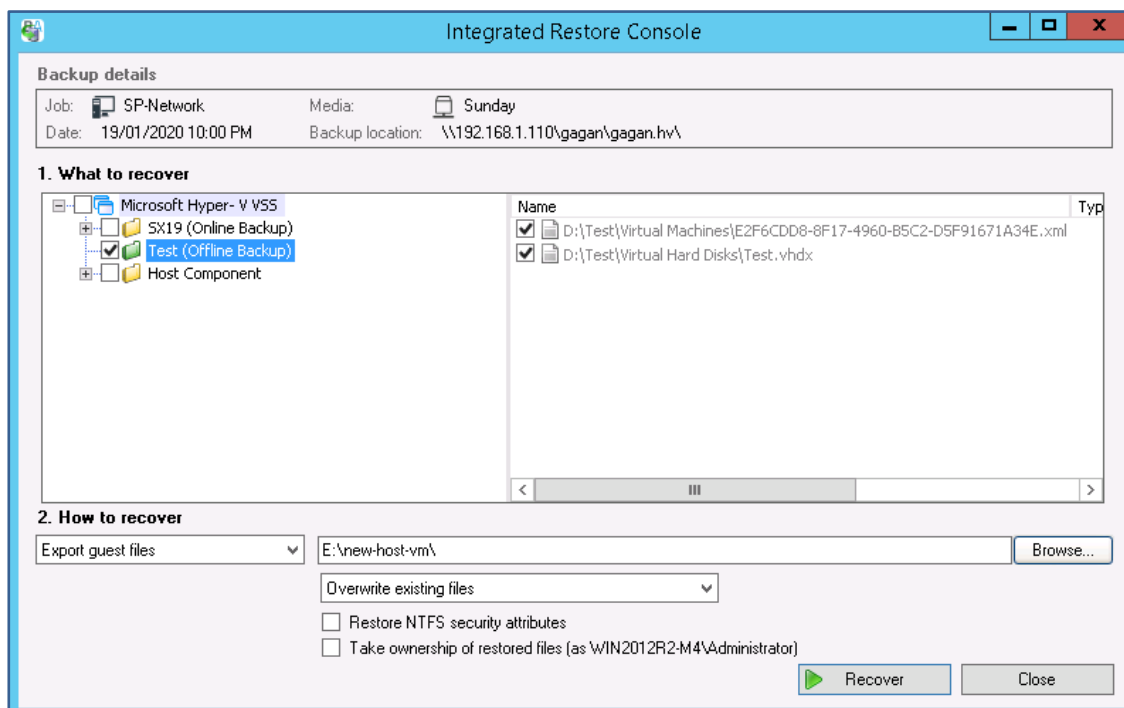 Integrated Restore Console
Backup details
Job: SP-Network Media: Sunday
Date: 19/01/2020 10:00 PM Backup location: \\192.168.1.110\gagan\gagan.hv\
1. What to recover
Microsoft Hyper- V VSS
SX19 (Online Backup)
Test (Offline Backup)
Host Component
Name Typ
D:\Test\Virtual Machines\E2F6CDD8-8F17-4960-B5C2-D5F91671A34E.xml
D:\Test\Virtual Hard Disks\Test.vhdx
2. How to recover
Export guest files E:\new-host-vm\ Browse...
Overwrite existing files
Restore NTFS security attributes
Take ownership of restored files (as WIN2012R2-M4\Administrator)
Recover Close